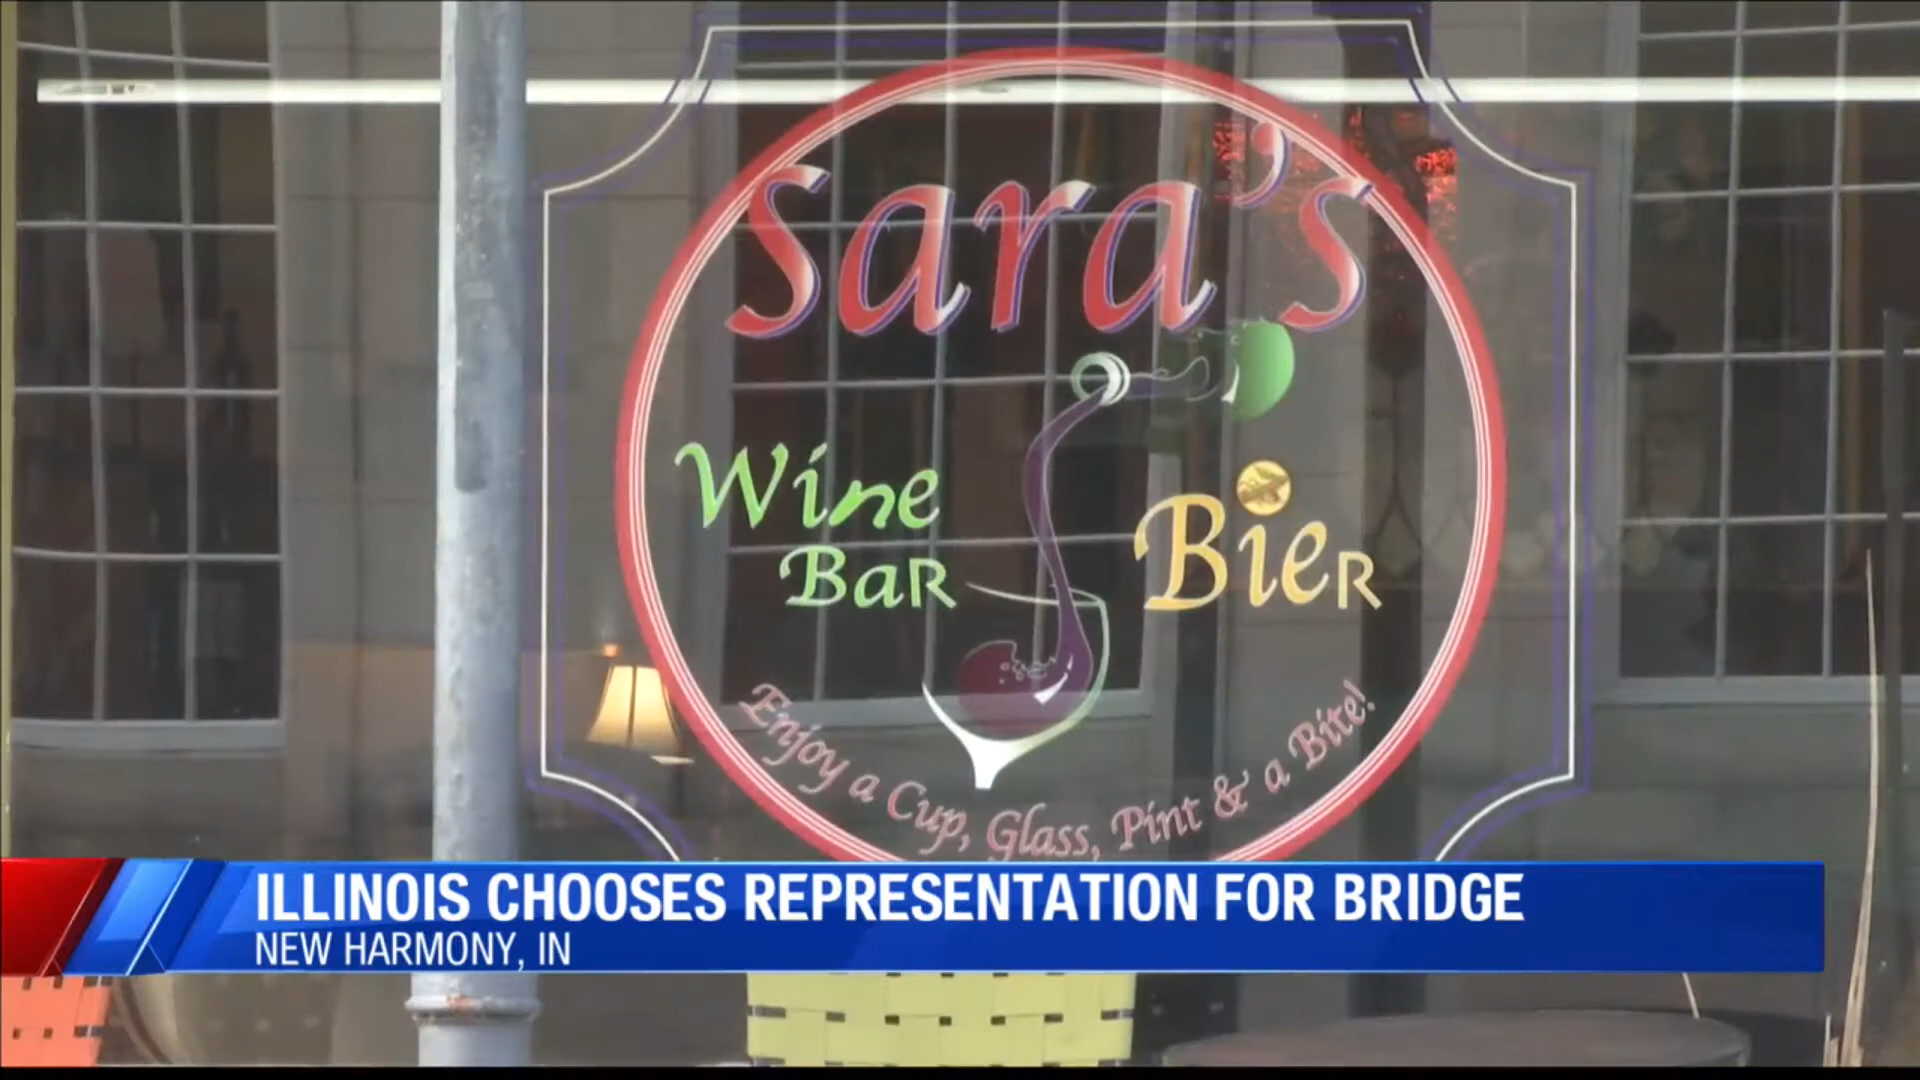 Sara's
Wine
BaR
BieR
Enjoy a Cup, Glass, Pint & a Bite!
ILLINOIS CHOOSES REPRESENTATION FOR BRIDGE
NEW HARMONY, IN